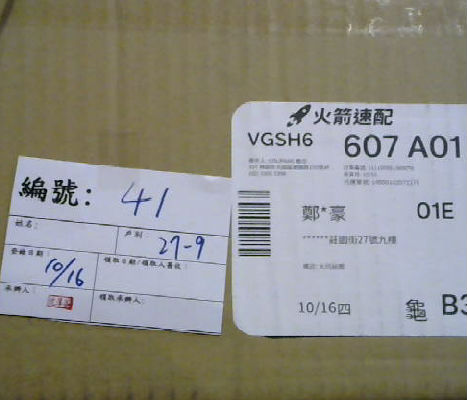 編號: 41
姓名:
戶別 27-9
登錄日期: 10/16
領取日期/領取人簽收:
承辦人:
領取承辦人:
火箭速配
VGSH6 607 A01
鄭*豪 01E
******莊園街27號九樓
10/16四 龜 B3